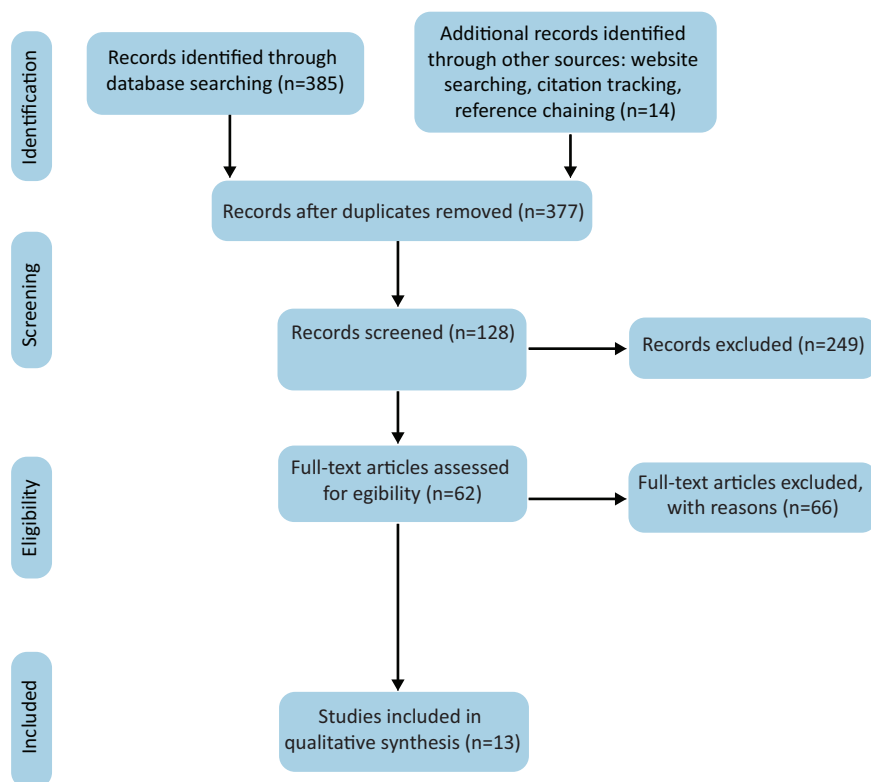 Identification
Records identified through
database searching (n=385)
Additional records identified
through other sources: website
searching, citation tracking,
reference chaining (n=14)
Records after duplicates removed (n=377)
Screening
Records screened (n=128)
Records excluded (n=249)
Eligibility
Full-text articles assessed
for egibility (n=62)
Full-text articles excluded,
with reasons (n=66)
Included
Studies included in
qualitative synthesis (n=13)